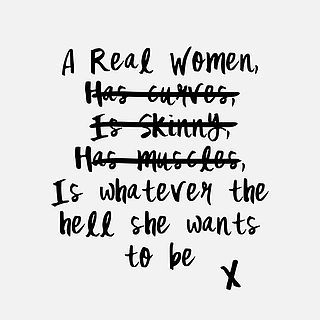 A Real Women,
Has curves,
Is Skinny,
Has muscles,
Is whatever the
hell she wants
to be
X